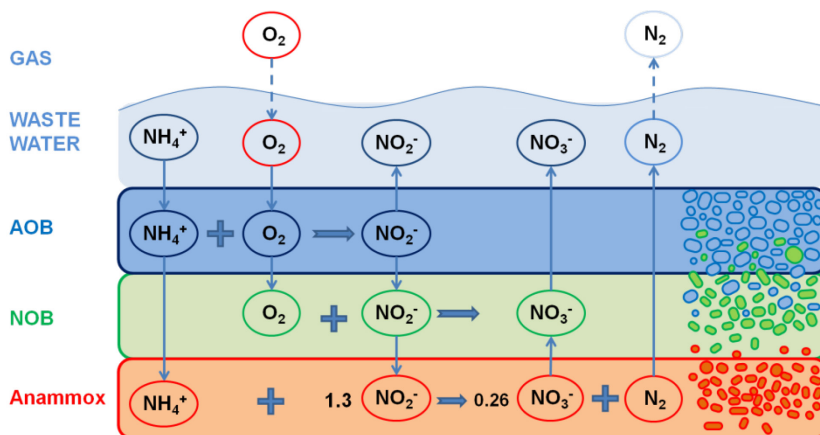 O₂ N₂
GAS
WASTE
WATER
NH₄⁺ O₂ NO₂⁻ NO₃⁻ N₂
AOB NH₄⁺ + O₂ NO₂⁻
NOB O₂ + NO₂⁻ NO₃⁻
Anammox NH₄⁺ + 1.3 NO₂⁻ 0.26 NO₃⁻ + N₂